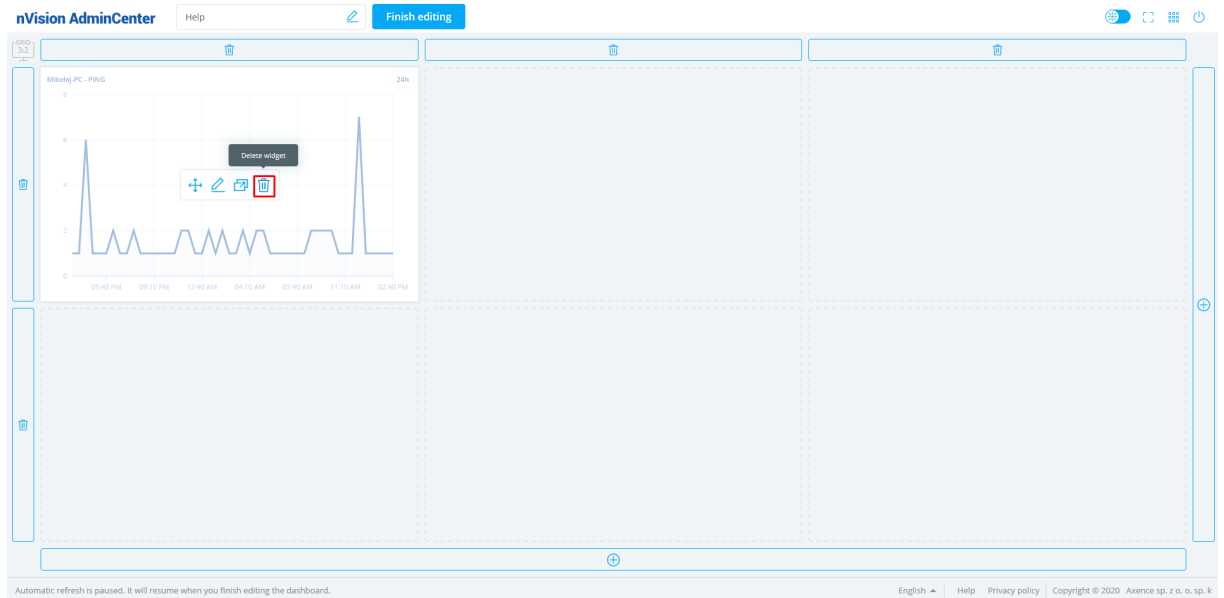 nVision AdminCenter
Help
Finish editing
GRID
3:2
Mikołaj-PC - PING
24h
8
6
Delete widget
4
2
0
05:40 PM 09:10 PM 12:40 AM 04:10 AM 07:40 AM 11:10 AM 02:40 PM
Automatic refresh is paused. It will resume when you finish editing the dashboard.
English
Help
Privacy policy
Copyright © 2020 Axence sp. z o. o. sp. k